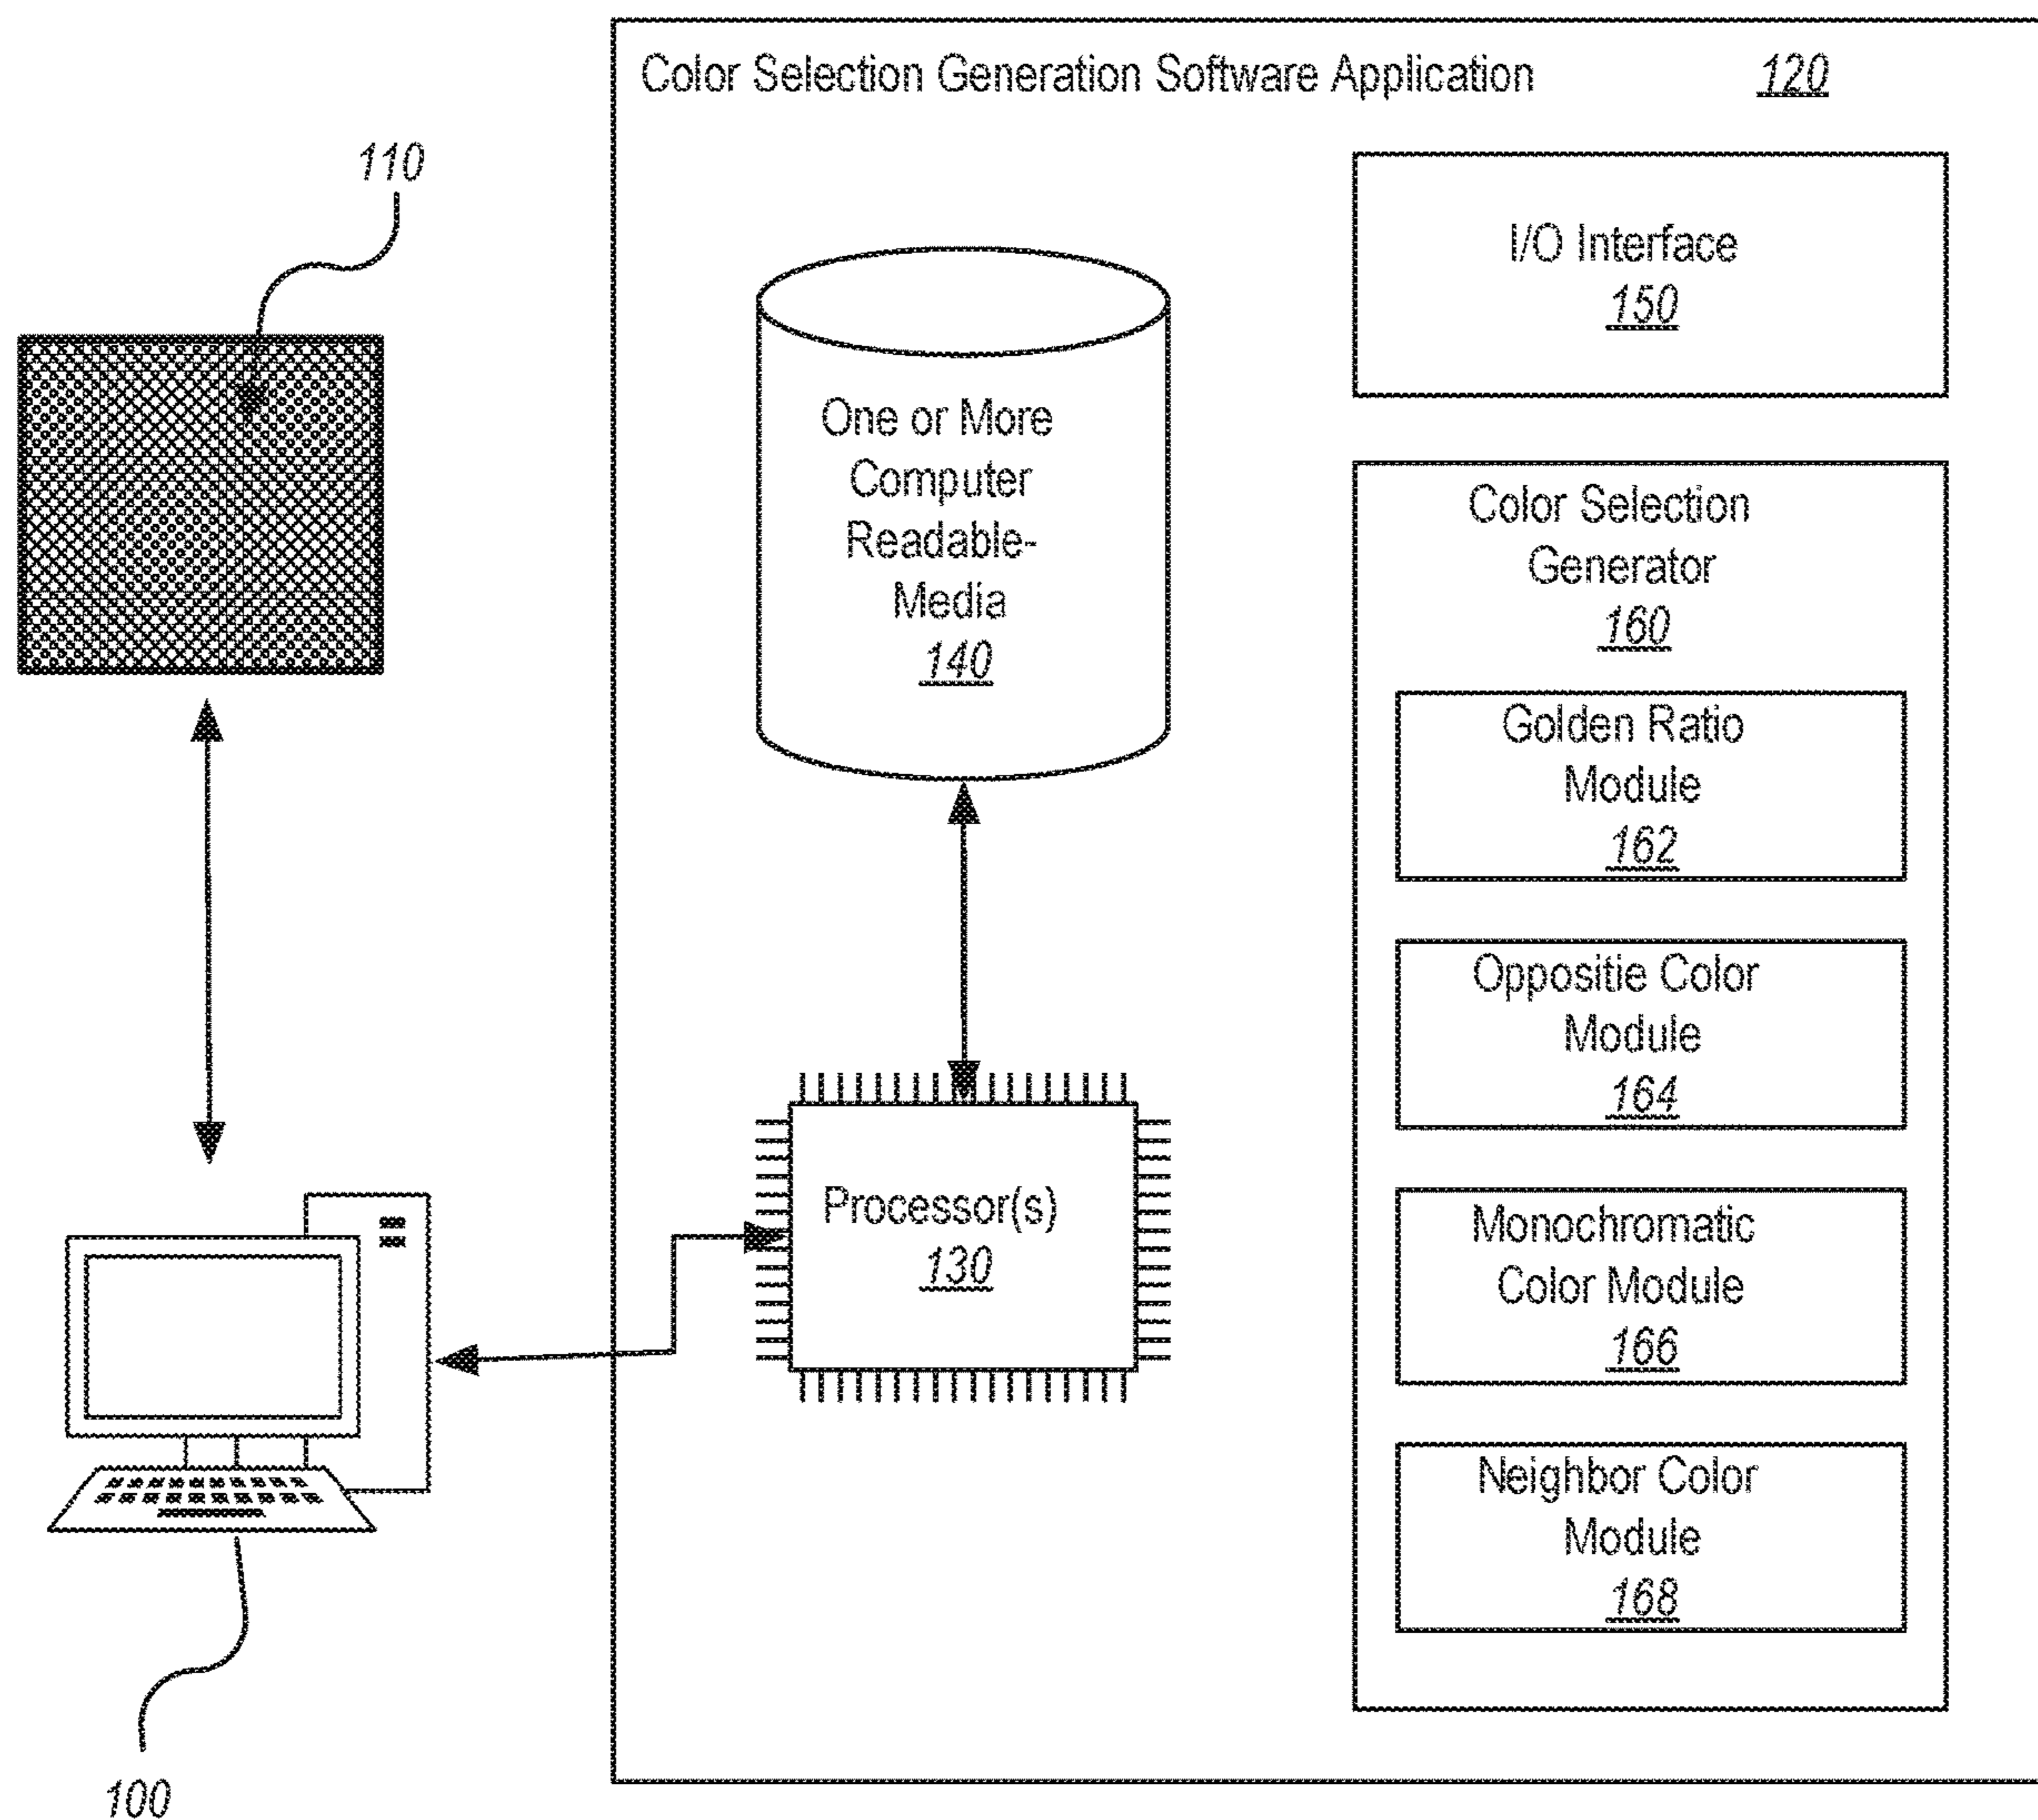 Color Selection Generation Software Application 120
110
I/O Interface
150
One or More
Computer
Readable-
Media
140
Color Selection
Generator
160
Golden Ratio
Module
162
Oppositie Color
Module
164
Processor(s)
130
Monochromatic
Color Module
166
Neighbor Color
Module
168
100